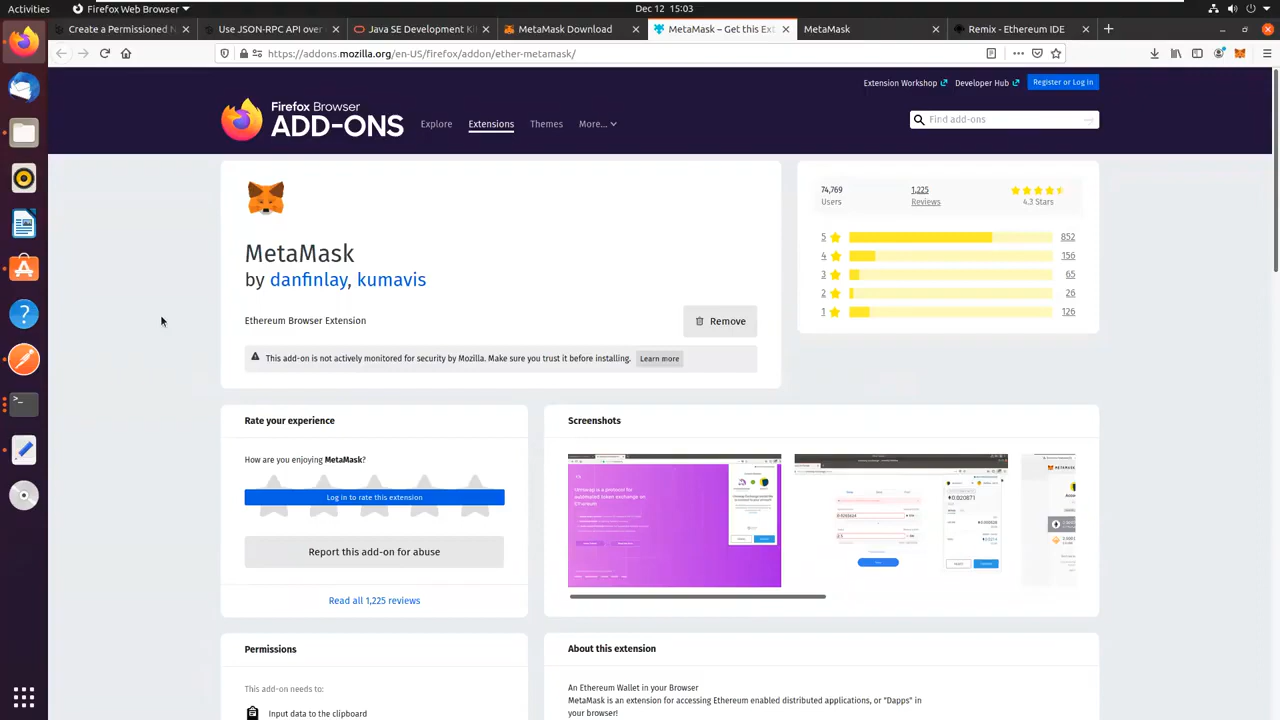 Activities
Firefox Web Browser
Dec 12 15:03
Create a Permissioned N
Use JSON-RPC API over
Java SE Development Ki
MetaMask Download
MetaMask – Get this Ex
MetaMask
Remix - Ethereum IDE
https://addons.mozilla.org/en-US/firefox/addon/ether-metamask/
Extension Workshop
Developer Hub
Register or Log in
Firefox Browser
ADD-ONS
Explore
Extensions
Themes
More...
Find add-ons
MetaMask
by danfinlay, kumavis
Ethereum Browser Extension
Remove
This add-on is not actively monitored for security by Mozilla. Make sure you trust it before installing.
Learn more
74,769
Users
1,225
Reviews
4.3 Stars
5 852
4 156
3 65
2 26
1 126
Rate your experience
How are you enjoying MetaMask?
Log in to rate this extension
Report this add-on for abuse
Read all 1,225 reviews
Screenshots
Permissions
This add-on needs to:
Input data to the clipboard
About this extension
An Ethereum Wallet in your Browser
MetaMask is an extension for accessing Ethereum enabled distributed applications, or "Dapps" in
your browser!